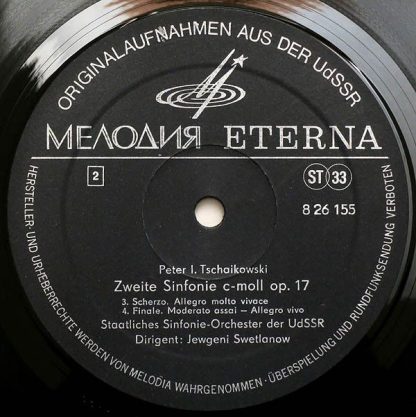 ORIGINALAUFNAHMEN AUS DER UdSSR
МЕЛОДИЯ ETERNA
2
ST 33
8 26 155
Peter I. Tschaikowski
Zweite Sinfonie c-moll op. 17
3. Scherzo. Allegro molto vivace
4. Finale. Moderato assai – Allegro vivo
Staatliches Sinfonie-Orchester der UdSSR
Dirigent: Jewgeni Swetlanow
HERSTELLER- UND URHEBERRECHTE WERDEN VON MELODIA WAHRGENOMMEN · ÜBERSPIELUNG UND RUNDFUNKSENDUNG VERBOTEN